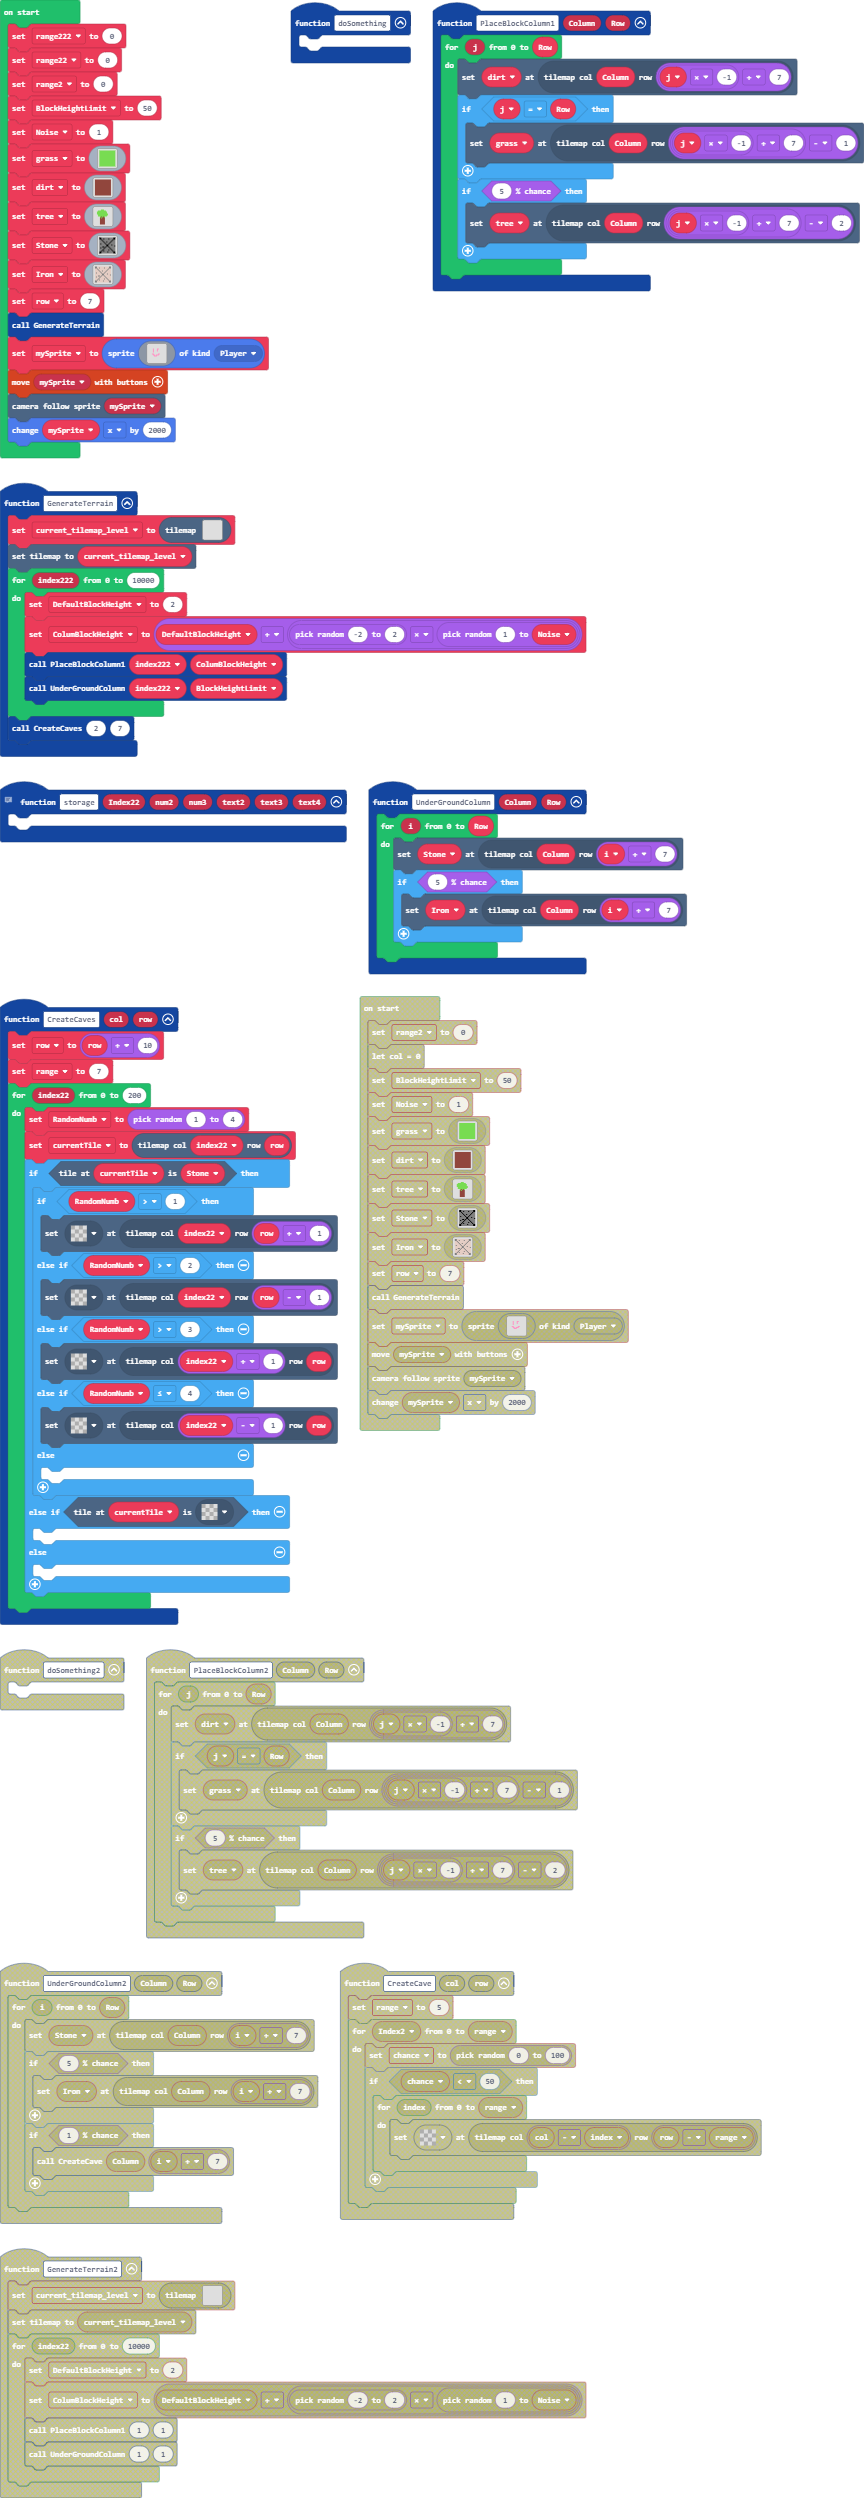 on start
set range222 to 0
set range22 to 0
set range2 to 0
set BlockHeightLimit to 50
set Noise to 1
set grass to
set dirt to
set tree to
set Stone to
set Iron to
set row to 7
call GenerateTerrain
set mySprite to sprite of kind Player
move mySprite with buttons
camera follow sprite mySprite
change mySprite x by 2000
function doSomething
function PlaceBlockColumn1 Column Row
for j from 0 to Row
do
set dirt at tilemap col Column row j × -1 + 7
if j = Row then
set grass at tilemap col Column row j × -1 + 7 - 1
if 5 % chance then
set tree at tilemap col Column row j × -1 + 7 - 2
function GenerateTerrain
set current_tilemap_level to tilemap
set tilemap to current_tilemap_level
for index222 from 0 to 10000
do
set DefaultBlockHeight to 2
set ColumBlockHeight to DefaultBlockHeight + pick random -2 to 2 × pick random 1 to Noise
call PlaceBlockColumn1 index222 ColumBlockHeight
call UnderGroundColumn index222 BlockHeightLimit
call CreateCaves 2 7
function storage Index22 num2 num3 text2 text3 text4
function UnderGroundColumn Column Row
for i from 0 to Row
do
set Stone at tilemap col Column row i + 7
if 5 % chance then
set Iron at tilemap col Column row i + 7
function CreateCaves col row
set row to row + 10
set range to 7
for index22 from 0 to 200
do
set RandomNumb to pick random 1 to 4
set currentTile to tilemap col index22 row row
if tile at currentTile is Stone then
if RandomNumb > 1 then
set at tilemap col index22 row row + 1
else if RandomNumb > 2 then
set at tilemap col index22 row row - 1
else if RandomNumb > 3 then
set at tilemap col index22 + 1 row row
else if RandomNumb ≤ 4 then
set at tilemap col index22 - 1 row row
else
else if tile at currentTile is then
else
on start
set range2 to 0
let col = 0
set BlockHeightLimit to 50
set Noise to 1
set grass to
set dirt to
set tree to
set Stone to
set Iron to
set row to 7
call GenerateTerrain
set mySprite to sprite of kind Player
move mySprite with buttons
camera follow sprite mySprite
change mySprite x by 2000
function doSomething2
function PlaceBlockColumn2 Column Row
for j from 0 to Row
do
set dirt at tilemap col Column row j × -1 + 7
if j = Row then
set grass at tilemap col Column row j × -1 + 7 - 1
if 5 % chance then
set tree at tilemap col Column row j × -1 + 7 - 2
function UnderGroundColumn2 Column Row
for i from 0 to Row
do
set Stone at tilemap col Column row i + 7
if 5 % chance then
set Iron at tilemap col Column row i + 7
if 1 % chance then
call CreateCave Column i + 7
function CreateCave col row
set range to 5
for Index2 from 0 to range
do
set chance to pick random 0 to 100
if chance < 50 then
for index from 0 to range
do
set at tilemap col col - index row row - range
function GenerateTerrain2
set current_tilemap_level to tilemap
set tilemap to current_tilemap_level
for index22 from 0 to 10000
do
set DefaultBlockHeight to 2
set ColumBlockHeight to DefaultBlockHeight + pick random -2 to 2 × pick random 1 to Noise
call PlaceBlockColumn1 1 1
call UnderGroundColumn 1 1